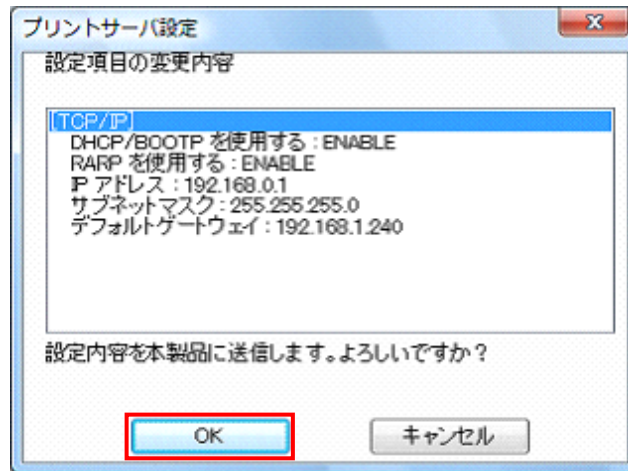 プリントサーバ設定
設定項目の変更内容
[TCP/IP]
DHCP/BOOTP を使用する : ENABLE
RARP を使用する : ENABLE
IP アドレス : 192.168.0.1
サブネットマスク : 255.255.255.0
デフォルトゲートウェイ : 192.168.1.240
設定内容を本製品に送信します。よろしいですか?
OK
キャンセル